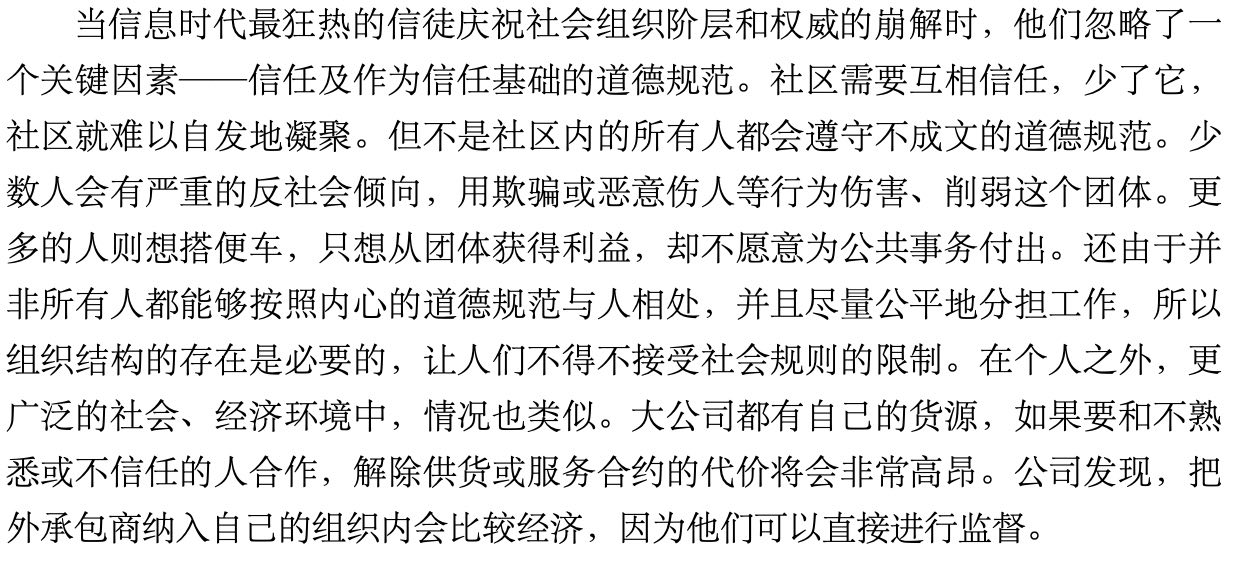 当信息时代最狂热的信徒庆祝社会组织阶层和权威的崩解时，他们忽略了一
个关键因素——信任及作为信任基础的道德规范。社区需要互相信任，少了它，
社区就难以自发地凝聚。但不是社区内的所有人都会遵守不成文的道德规范。少
数人会有严重的反社会倾向，用欺骗或恶意伤人等行为伤害、削弱这个团体。更
多的人则想搭便车，只想从团体获得利益，却不愿意为公共事务付出。还由于并
非所有人都能够按照内心的道德规范与人相处，并且尽量公平地分担工作，所以
组织结构的存在是必要的，让人们不得不接受社会规则的限制。在个人之外，更
广泛的社会、经济环境中，情况也类似。大公司都有自己的货源，如果要和不熟
悉或不信任的人合作，解除供货或服务合约的代价将会非常高昂。公司发现，把
外承包商纳入自己的组织内会比较经济，因为他们可以直接进行监督。